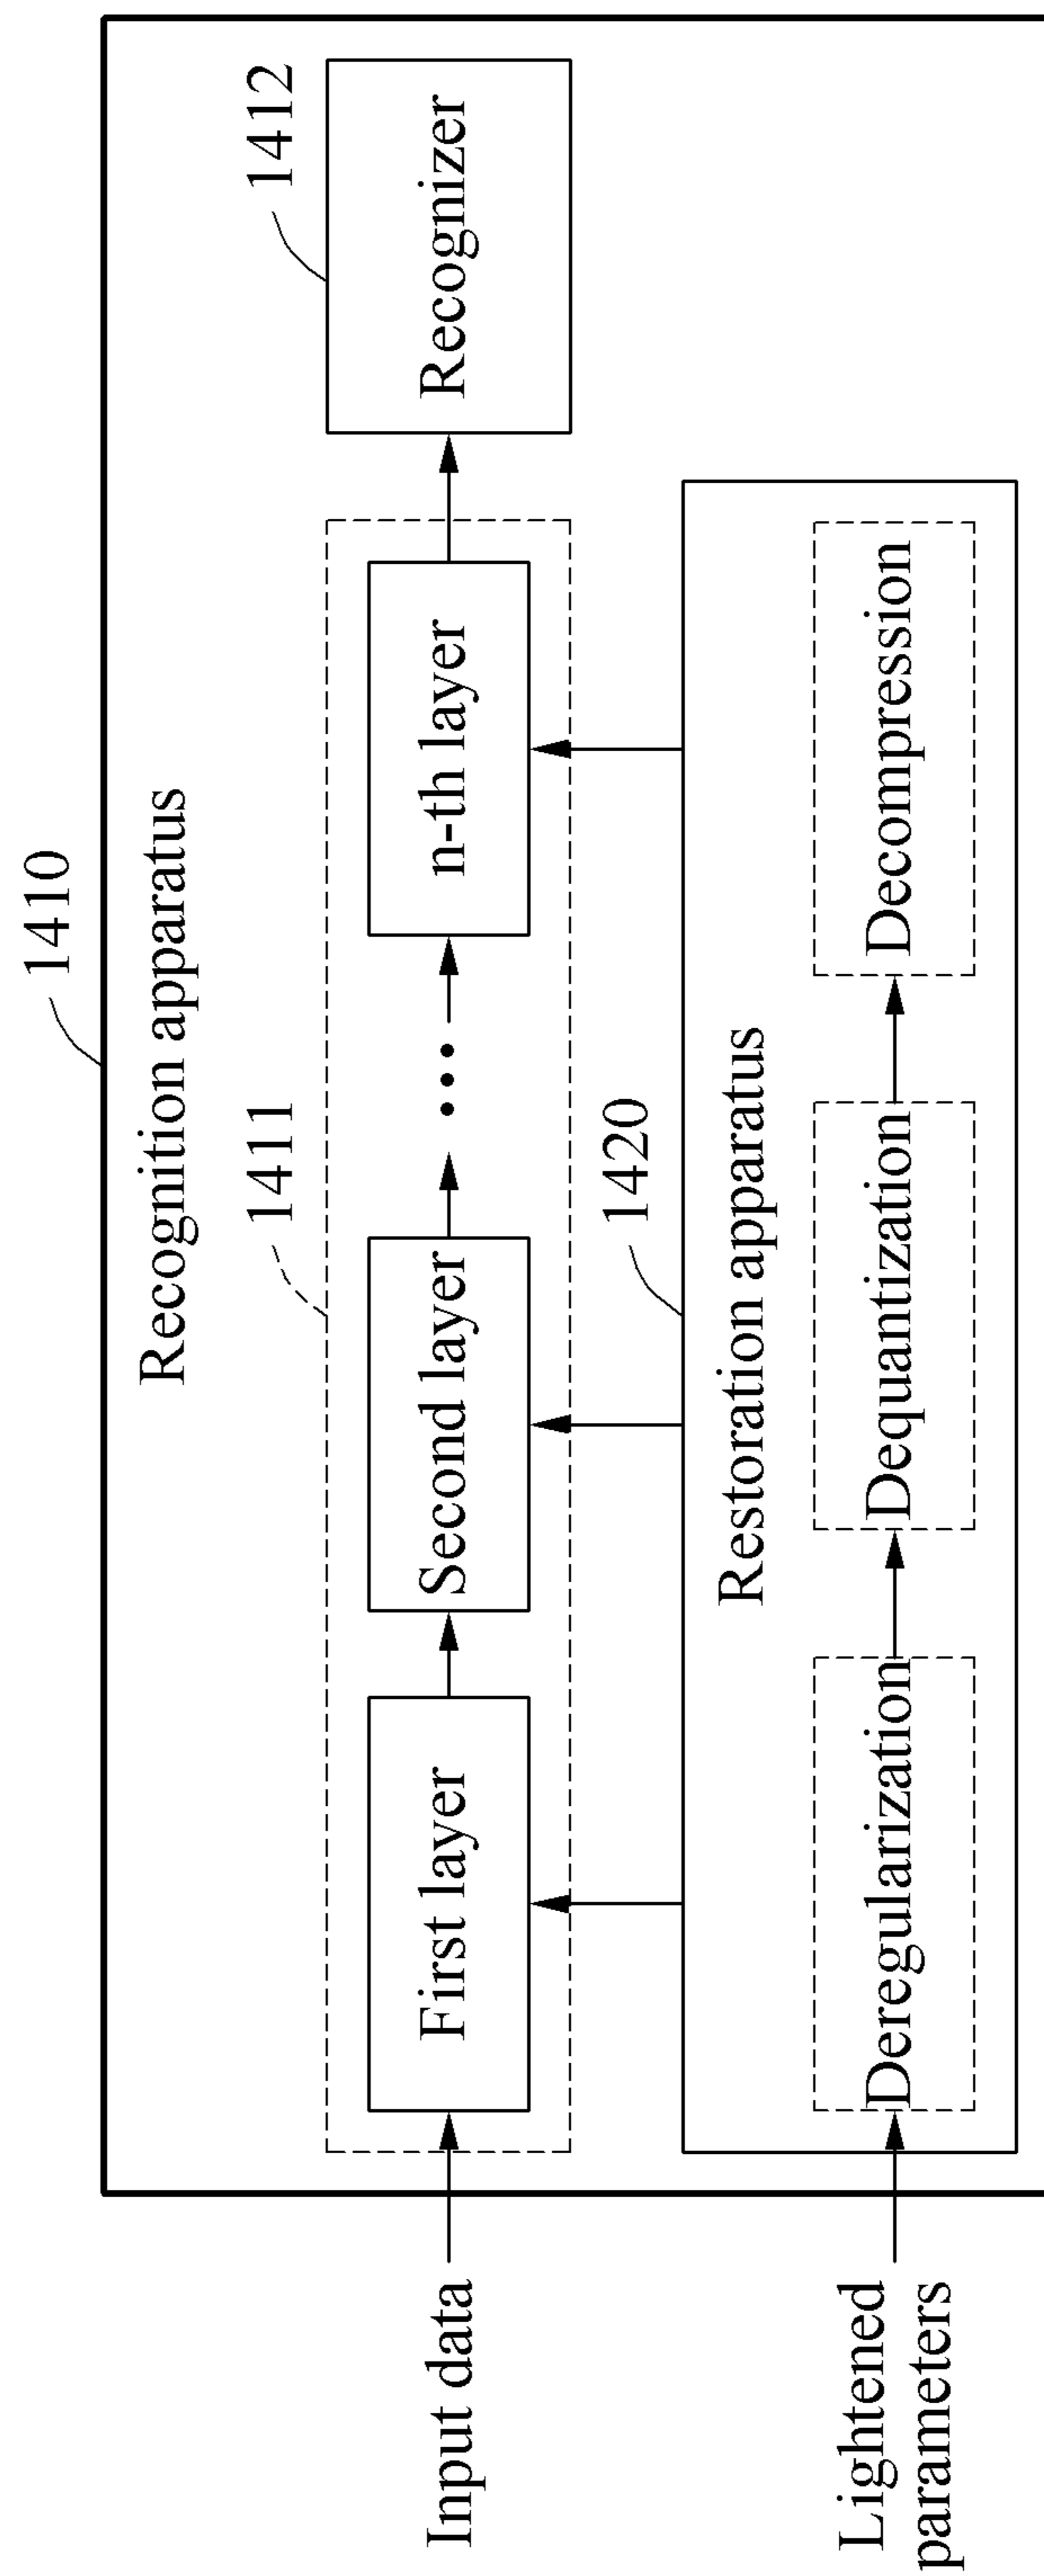 1410
Recognition apparatus
1411
1412
Input data
First layer
Second layer
•••
n-th layer
Recognizer
1420
Restoration apparatus
Lightened
parameters
Deregularization
Dequantization
Decompression